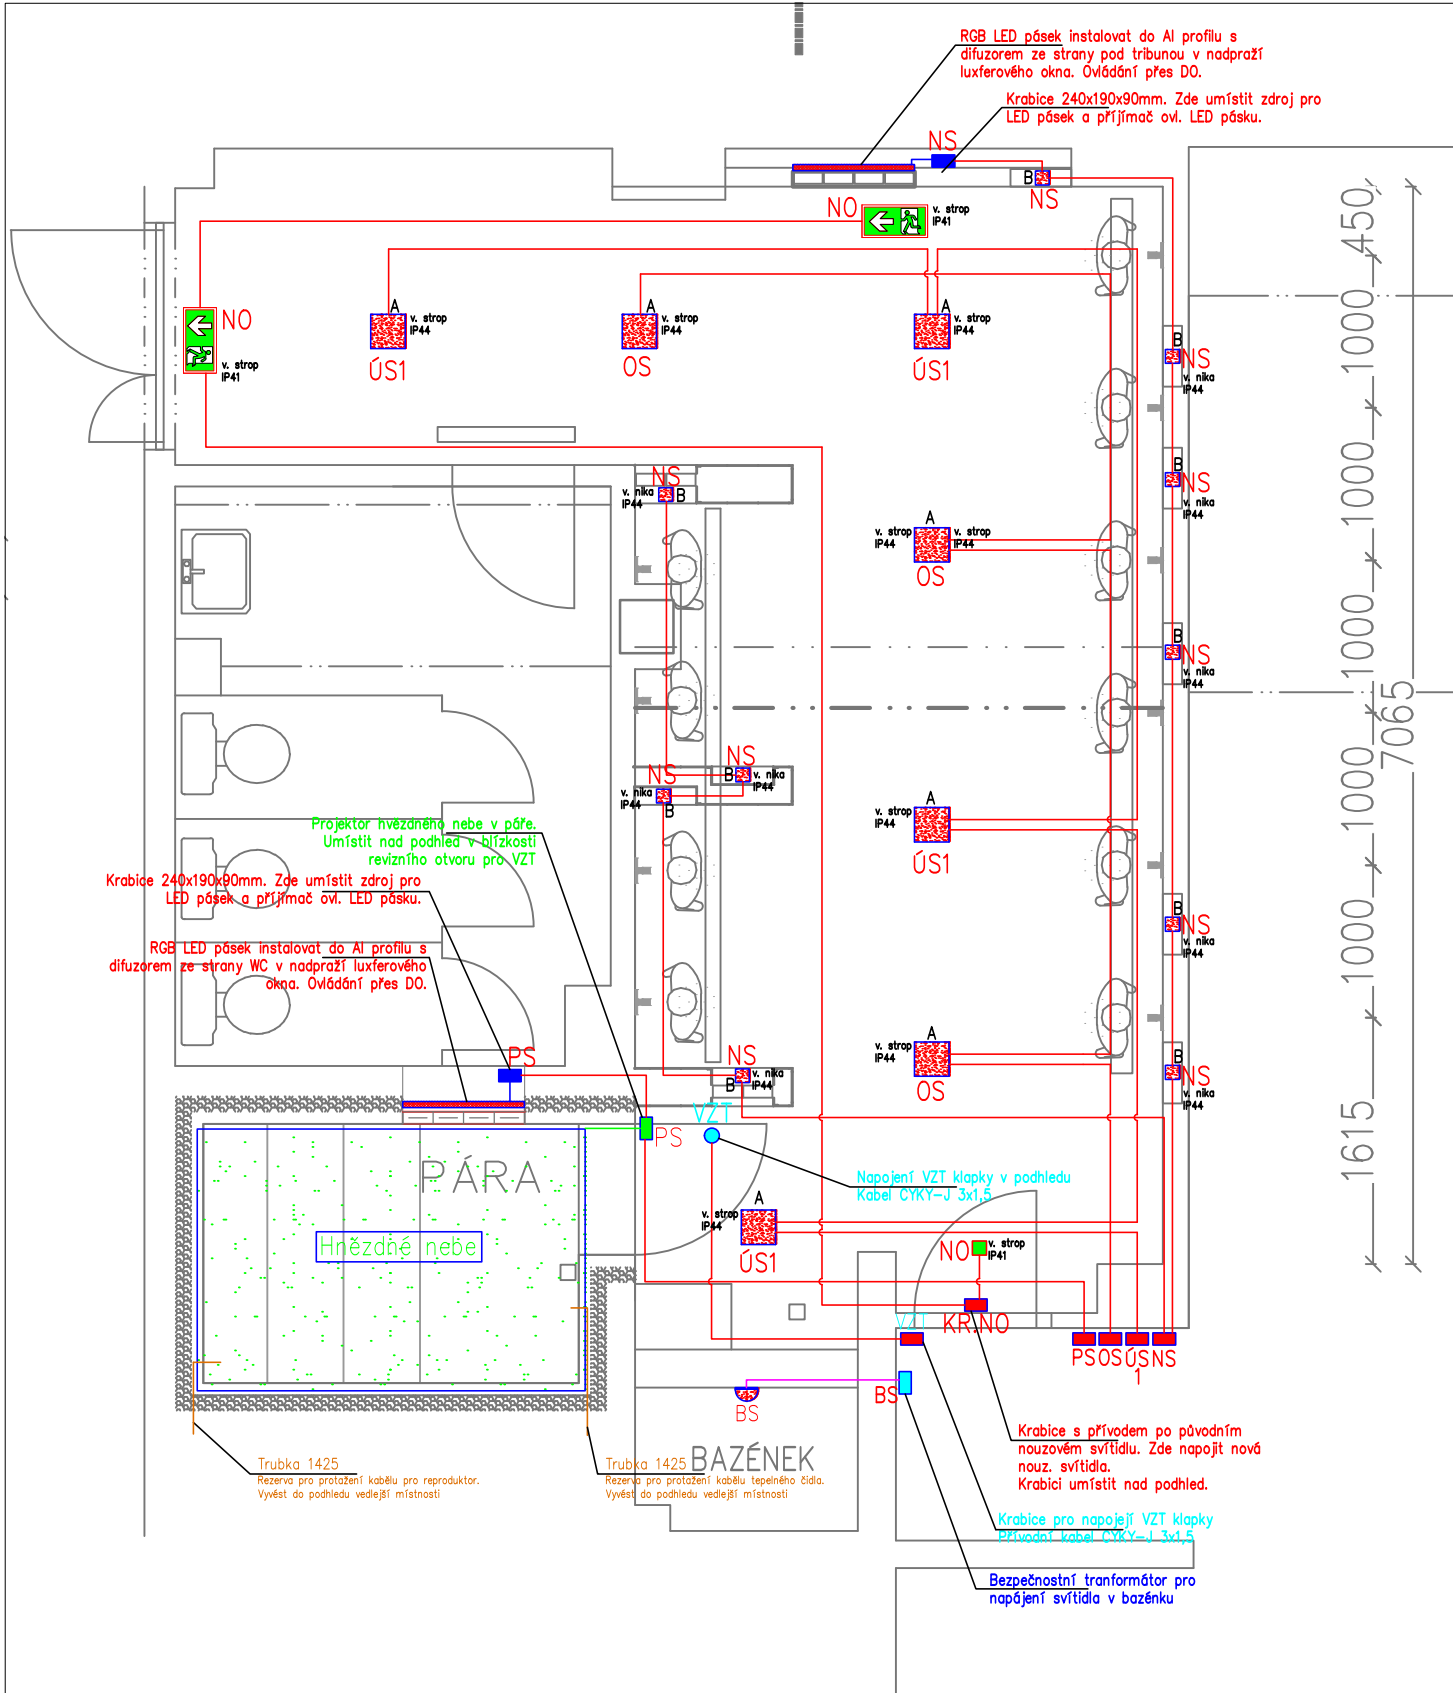 RGB LED pásek instalovat do Al profilu s
difuzorem ze strany pod tribunou v nadpraží
luxferového okna. Ovládání přes DO.
Krabice 240x190x90mm. Zde umístit zdroj pro
LED pásek a příjímač ovl. LED pásku.
NS
B
NS
NO
v. strop
IP41
NO
v. strop
IP41
A
v. strop
IP44
ÚS1
A
v. strop
IP44
OS
A
v. strop
IP44
ÚS1
B
NS
v. nika
IP44
B
NS
v. nika
IP44
B
NS
v. nika
IP44
B
NS
v. nika
IP44
B
NS
v. nika
IP44
450
1000
1000
1000
1000
1000
1615
7065
NS
v. nika
IP44
B
A
v. strop
IP44
v. strop
IP44
OS
NS
B
v. nika
IP44
NS
v. nika
IP44
B
A
v. strop
IP44
ÚS1
Projektor hvězdného nebe v páře.
Umístit nad podhled v blízkosti
revizního otvoru pro VZT
Krabice 240x190x90mm. Zde umístit zdroj pro
LED pásek a příjímač ovl. LED pásku.
RGB LED pásek instalovat do Al profilu s
difuzorem ze strany WC v nadpraží luxferového
okna. Ovládání přes DO.
A
v. strop
IP44
OS
PS
NS
B
v. nika
IP44
PS
VZT
PÁRA
Hnězdné nebe
Napojení VZT klapky v podhledu
Kabel CYKY-J 3x1,5
A
v. strop
IP44
ÚS1
NO
v. strop
IP41
KR.NO
VZT
PS
OS
ÚS
1
NS
BS
BS
BAZÉNEK
Trubka 1425
Rezerva pro protažení kabělu pro reproduktor.
Vyvést do podhledu vedlejší místnosti
Trubka 1425
Rezerva pro protažení kabělu tepelného čidla.
Vyvést do podhledu vedlejší místnosti
Krabice s přívodem po původním
nouzovém svítidlu. Zde napojit nová
nouz. svítidla.
Krabici umístit nad podhled.
Krabice pro napojejí VZT klapky
Přívodní kabel CYKY-J 3x1,5
Bezpečnostní tranformátor pro
napájení svítidla v bazénku